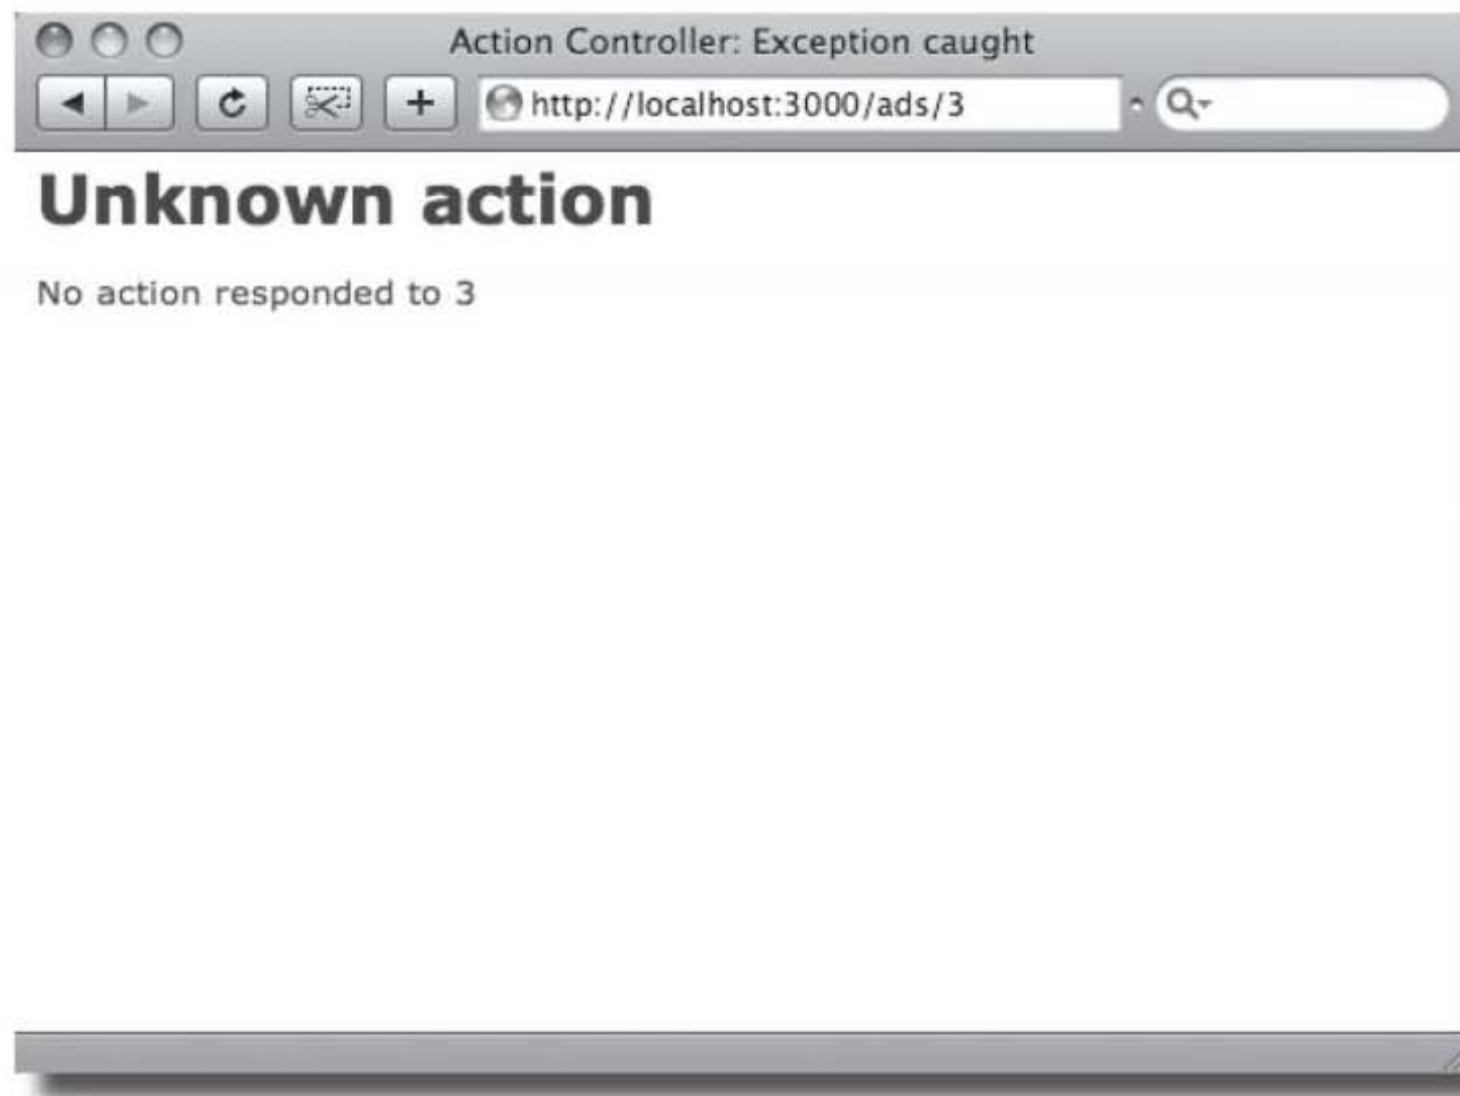 Action Controller: Exception caught
http://localhost:3000/ads/3
Unknown action
No action responded to 3